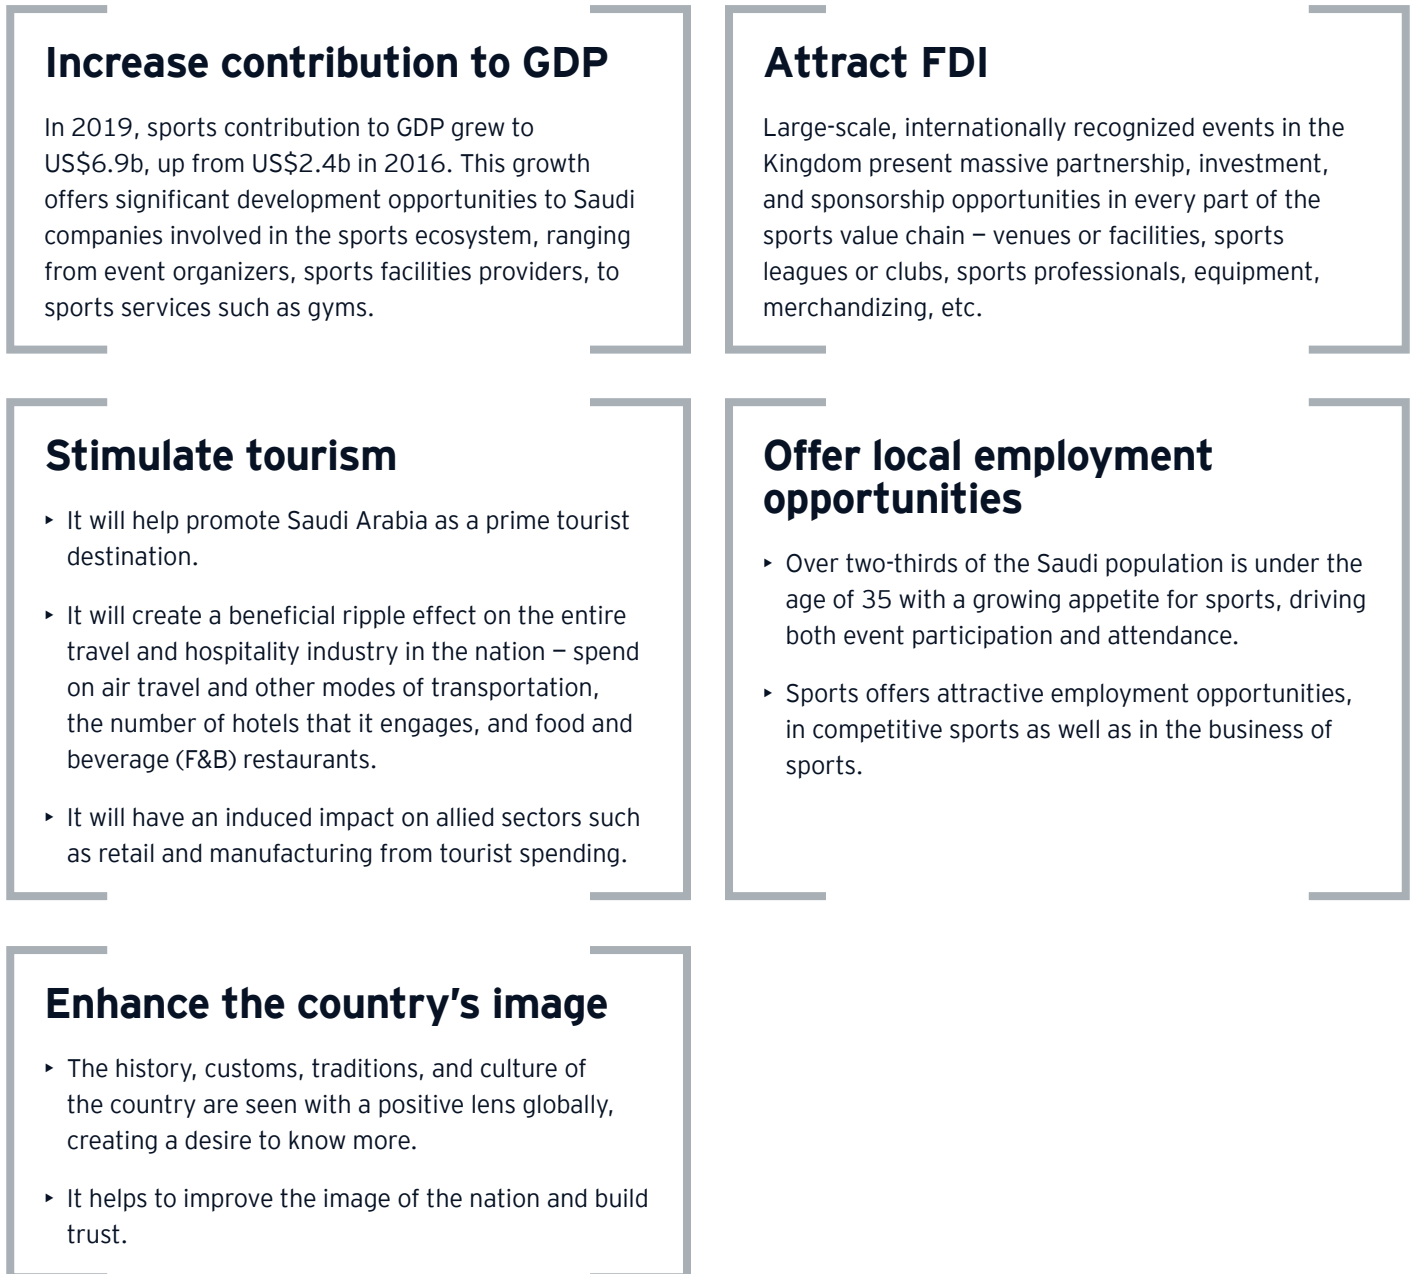 Increase contribution to GDP
In 2019, sports contribution to GDP grew to
US$6.9b, up from US$2.4b in 2016. This growth
offers significant development opportunities to Saudi
companies involved in the sports ecosystem, ranging
from event organizers, sports facilities providers, to
sports services such as gyms.
Attract FDI
Large-scale, internationally recognized events in the
Kingdom present massive partnership, investment,
and sponsorship opportunities in every part of the
sports value chain – venues or facilities, sports
leagues or clubs, sports professionals, equipment,
merchandizing, etc.
Stimulate tourism
‣ It will help promote Saudi Arabia as a prime tourist
destination.
‣ It will create a beneficial ripple effect on the entire
travel and hospitality industry in the nation – spend
on air travel and other modes of transportation,
the number of hotels that it engages, and food and
beverage (F&B) restaurants.
‣ It will have an induced impact on allied sectors such
as retail and manufacturing from tourist spending.
Offer local employment
opportunities
‣ Over two-thirds of the Saudi population is under the
age of 35 with a growing appetite for sports, driving
both event participation and attendance.
‣ Sports offers attractive employment opportunities,
in competitive sports as well as in the business of
sports.
Enhance the country’s image
‣ The history, customs, traditions, and culture of
the country are seen with a positive lens globally,
creating a desire to know more.
‣ It helps to improve the image of the nation and build
trust.